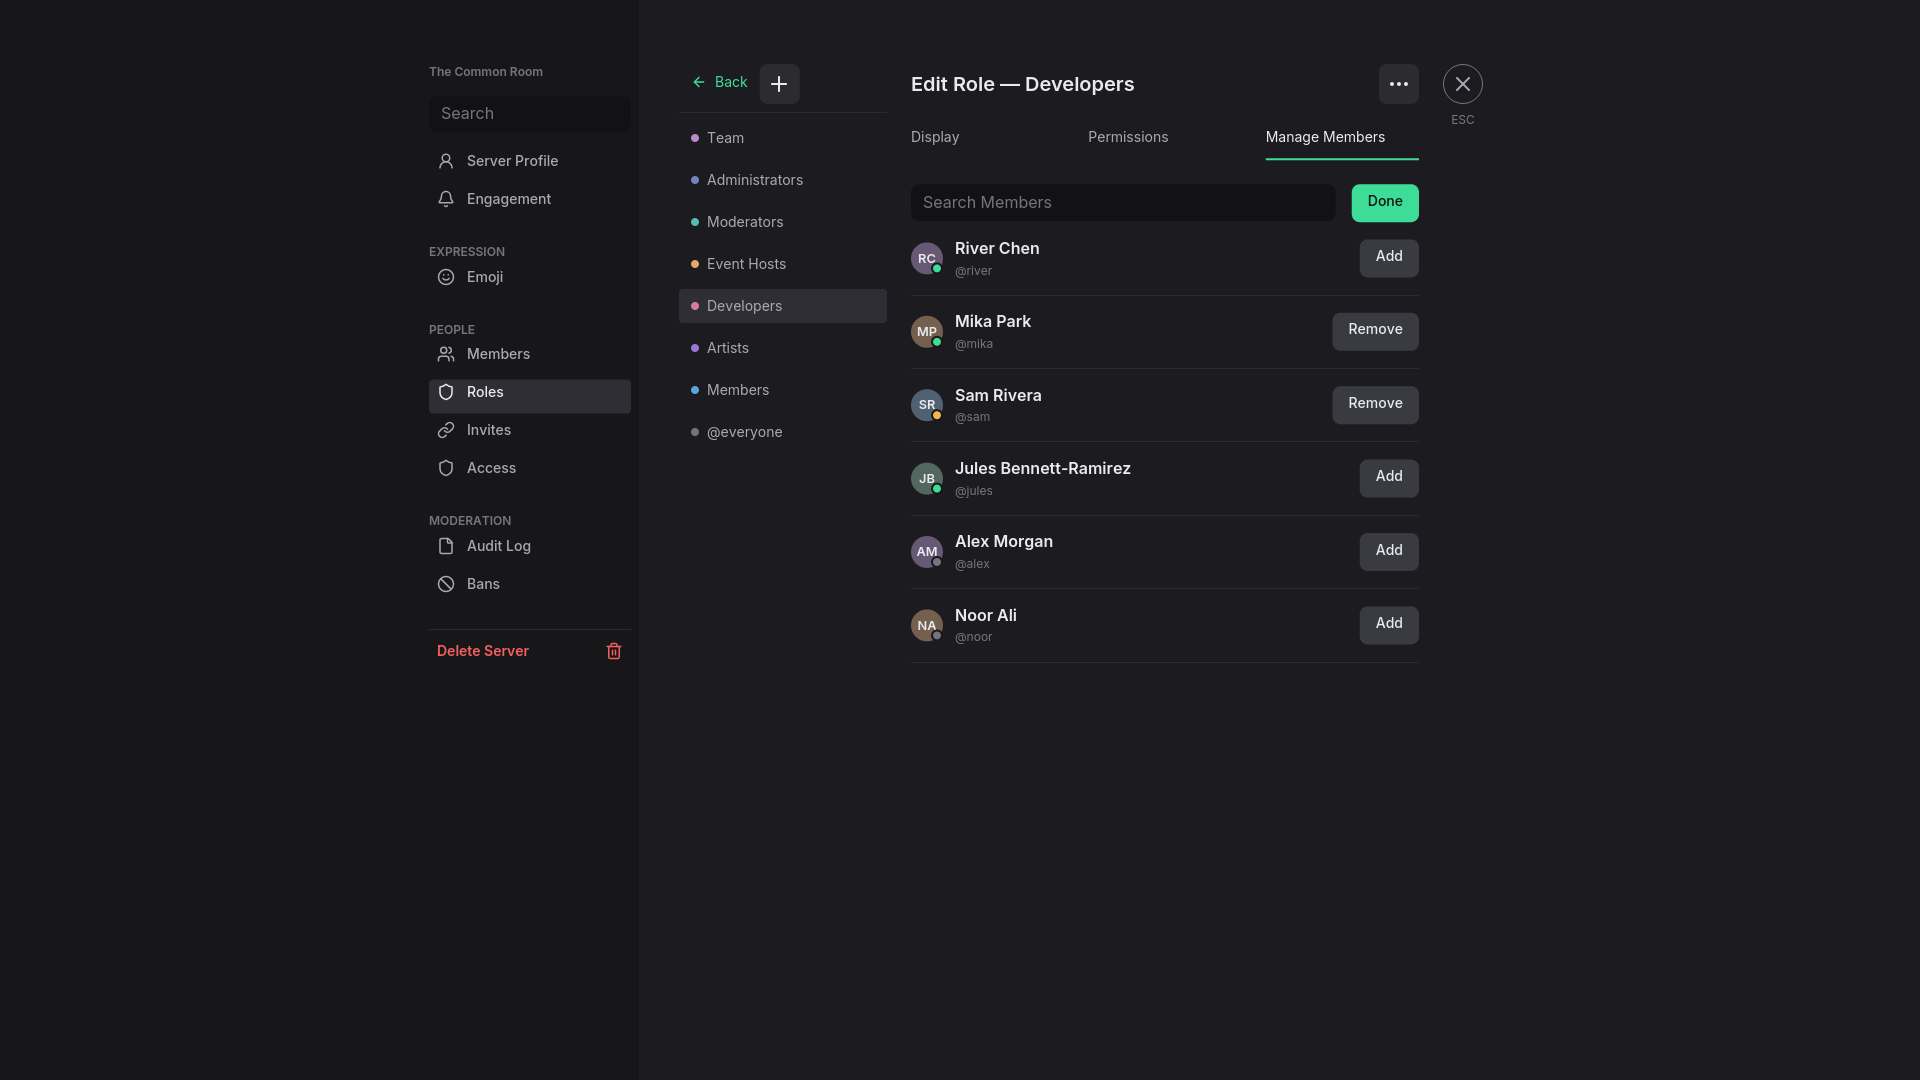 The Common Room
Search
Server Profile
Engagement
EXPRESSION
Emoji
PEOPLE
Members
Roles
Invites
Access
MODERATION
Audit Log
Bans
Delete Server
Back
Team
Administrators
Moderators
Event Hosts
Developers
Artists
Members
@everyone
Edit Role — Developers
ESC
Display
Permissions
Manage Members
Search Members
Done
RC
River Chen
@river
Add
MP
Mika Park
@mika
Remove
SR
Sam Rivera
@sam
Remove
JB
Jules Bennett-Ramirez
@jules
Add
AM
Alex Morgan
@alex
Add
NA
Noor Ali
@noor
Add